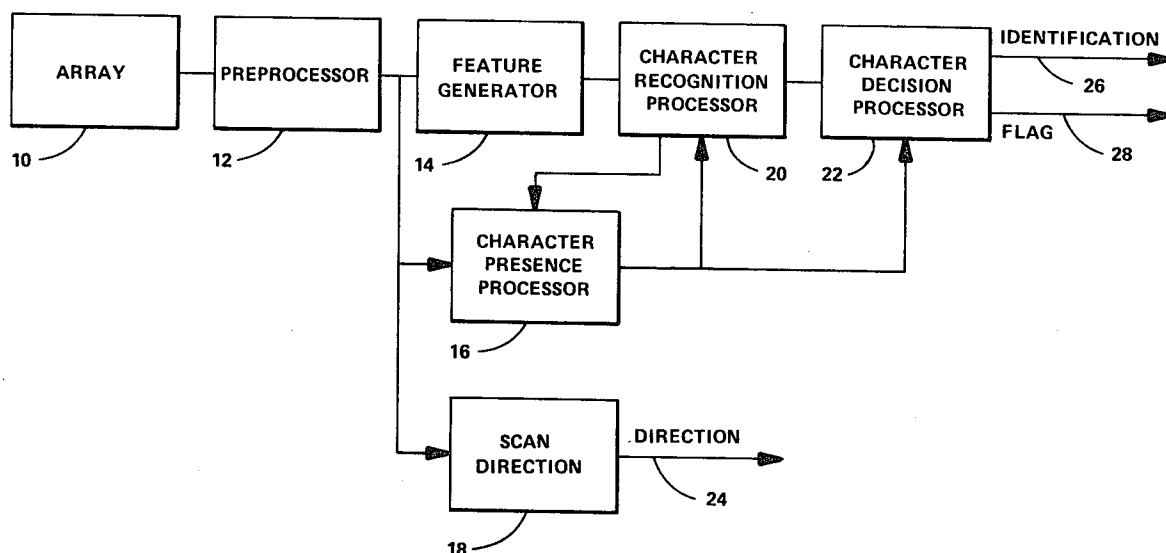 ARRAY
10
PREPROCESSOR
12
FEATURE
GENERATOR
14
CHARACTER
RECOGNITION
PROCESSOR
20
CHARACTER
DECISION
PROCESSOR
22
IDENTIFICATION
26
FLAG
28
CHARACTER
PRESENCE
PROCESSOR
16
SCAN
DIRECTION
18
DIRECTION
24